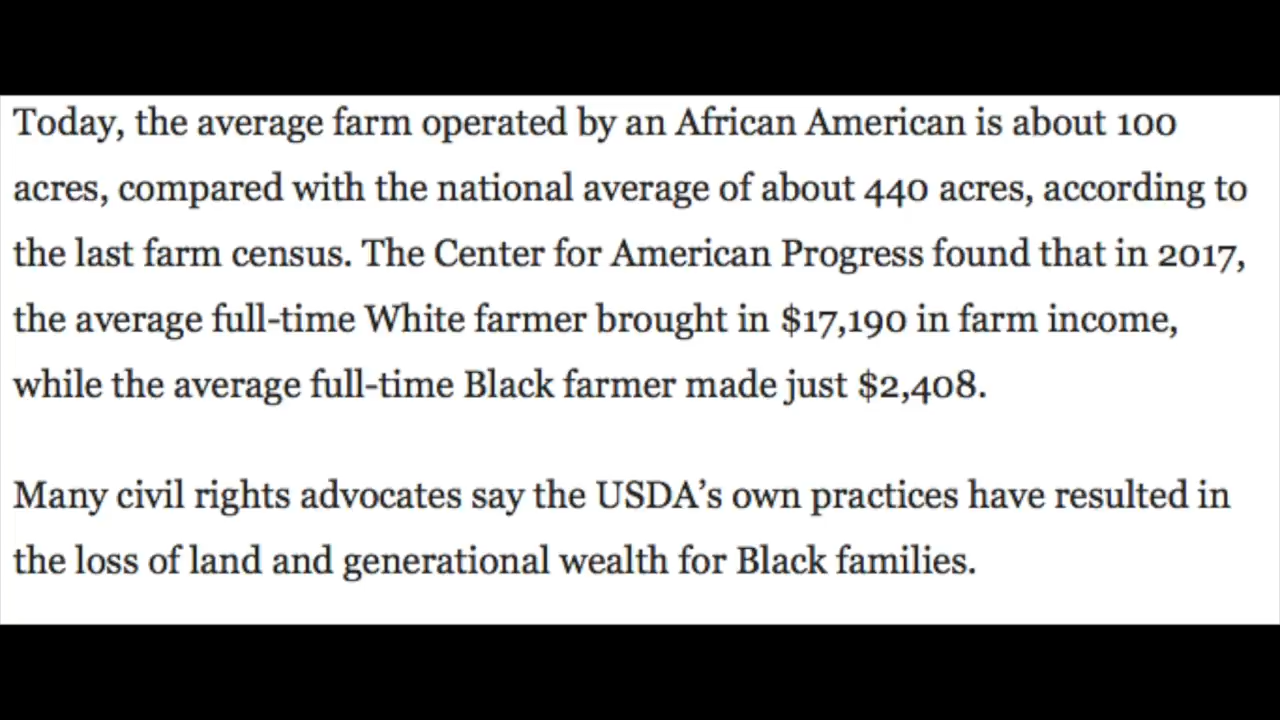 Today, the average farm operated by an African American is about 100
acres, compared with the national average of about 440 acres, according to
the last farm census. The Center for American Progress found that in 2017,
the average full-time White farmer brought in $17,190 in farm income,
while the average full-time Black farmer made just $2,408.
Many civil rights advocates say the USDA’s own practices have resulted in
the loss of land and generational wealth for Black families.